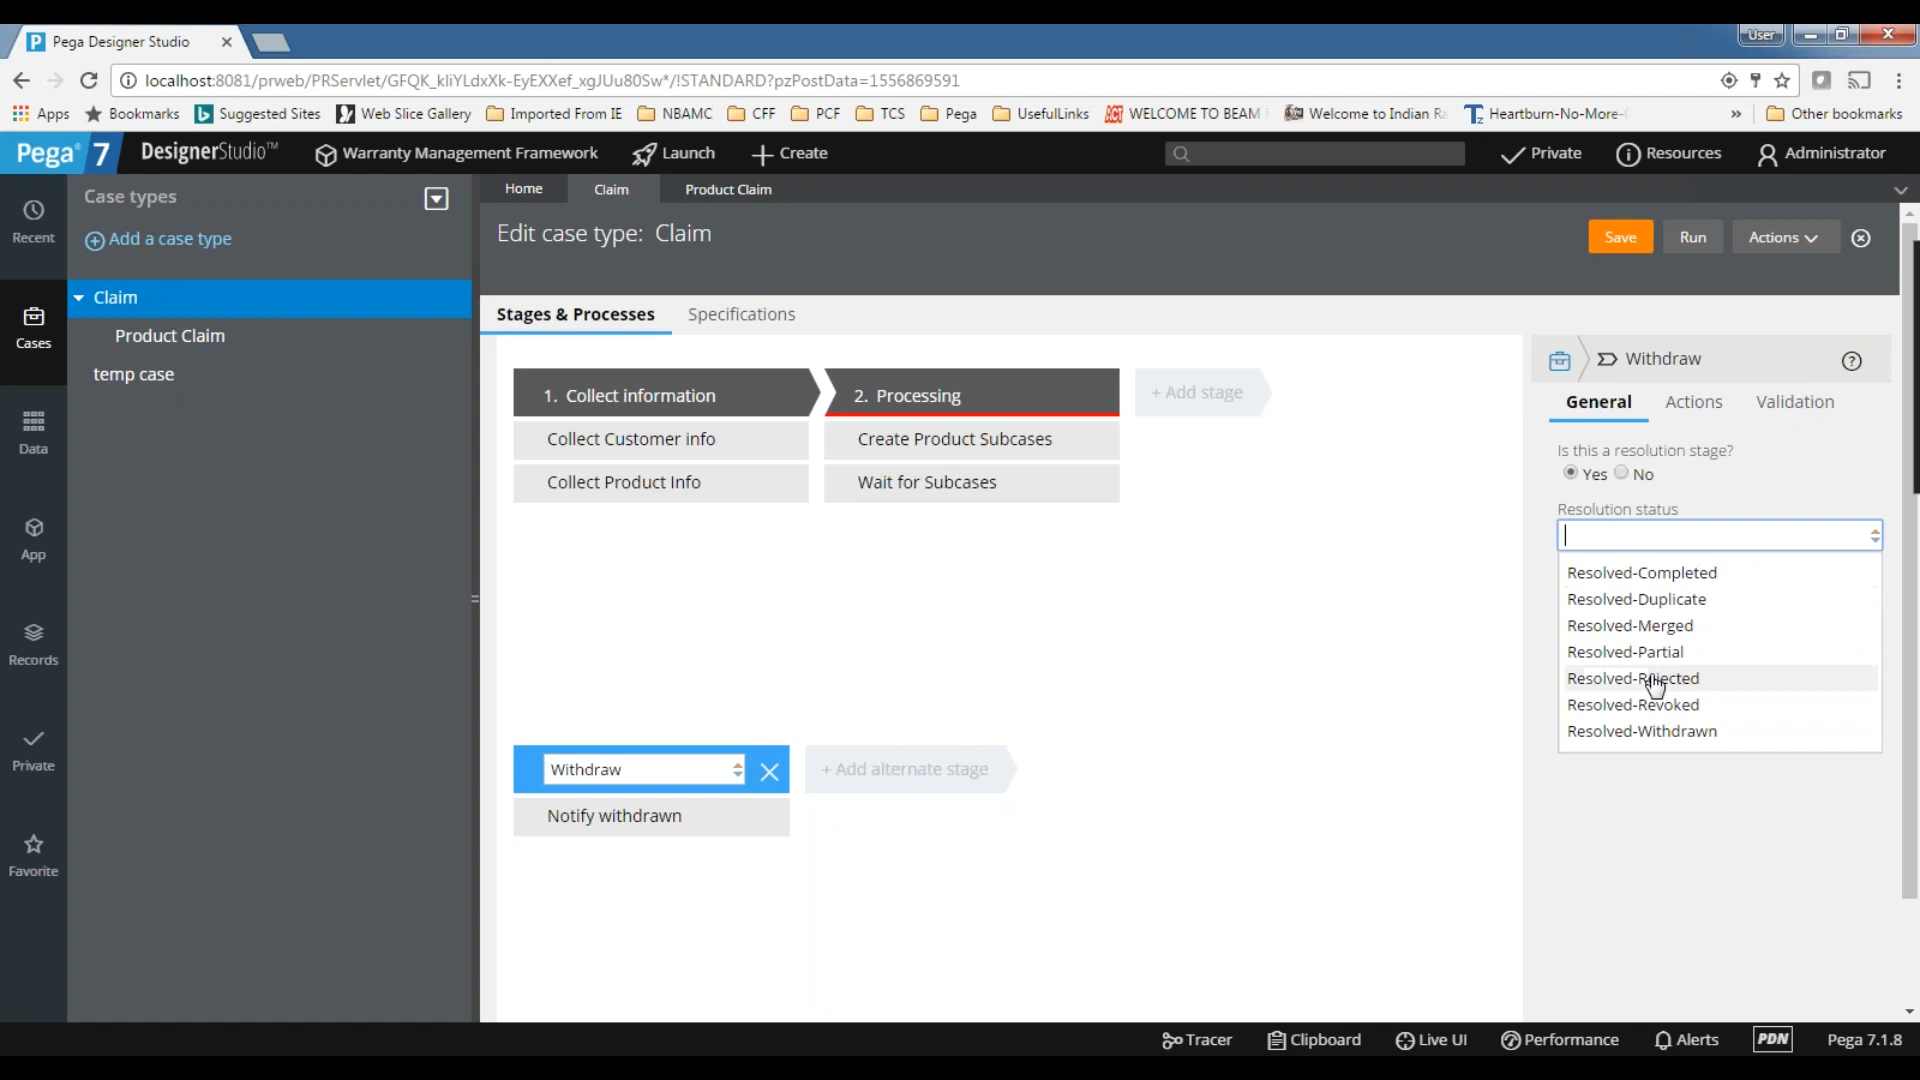 Pega Designer Studio
User
localhost:8081/prweb/PRServlet/GFQK_kliYLdxXk-EyEXXef_xgJUu80Sw*/!STANDARD?pzPostData=1556869591
Apps Bookmarks Suggested Sites Web Slice Gallery Imported From IE NBAMC CFF PCF TCS Pega UsefulLinks WELCOME TO BEAM Welcome to Indian Ra Heartburn-No-More- » Other bookmarks
Pega 7 DesignerStudio™ Warranty Management Framework Launch + Create Private Resources Administrator
Case types
Home Claim Product Claim
Recent
Add a case type
Edit case type: Claim
Save Run Actions
Claim
Stages & Processes Specifications
Cases
Product Claim
temp case
Withdraw
1. Collect information 2. Processing + Add stage
General Actions Validation
Data
Collect Customer info Create Product Subcases
Is this a resolution stage?
Yes No
Collect Product Info Wait for Subcases
Resolution status
App
Resolved-Completed
Resolved-Duplicate
Resolved-Merged
Records
Resolved-Partial
Resolved-Rejected
Resolved-Revoked
Resolved-Withdrawn
Private
Withdraw + Add alternate stage
Notify withdrawn
Favorite
Tracer Clipboard Live UI Performance Alerts PDN Pega 7.1.8